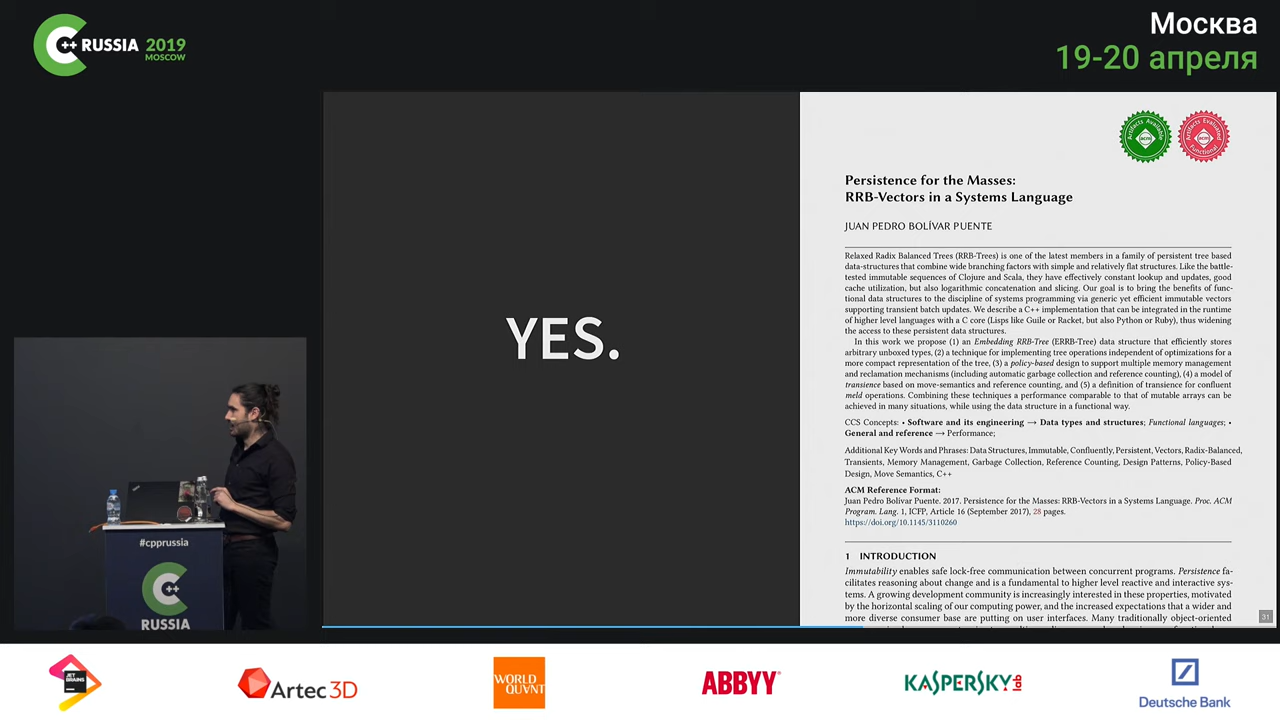 C++ RUSSIA 2019
MOSCOW
Москва
19-20 апреля
YES.
Artifacts Available
acm
Artifacts Evaluated
Functional
acm
Persistence for the Masses:
RRB-Vectors in a Systems Language
JUAN PEDRO BOLÍVAR PUENTE
Relaxed Radix Balanced Trees (RRB-Trees) is one of the latest members in a family of persistent tree based
data-structures that combine wide branching factors with simple and relatively flat structures. Like the battle-
tested immutable sequences of Clojure and Scala, they have effectively constant lookup and updates, good
cache utilization, but also logarithmic concatenation and slicing. Our goal is to bring the benefits of func-
tional data structures to the discipline of systems programming via generic yet efficient immutable vectors
supporting transient batch updates. We describe a C++ implementation that can be integrated in the runtime
of higher level languages with a C core (Lisps like Guile or Racket, but also Python or Ruby), thus widening
the access to these persistent data structures.
In this work we propose (1) an Embedding RRB-Tree (ERRB-Tree) data structure that efficiently stores
arbitrary unboxed types, (2) a technique for implementing tree operations independent of optimizations for a
more compact representation of the tree, (3) a policy-based design to support multiple memory management
and reclamation mechanisms (including automatic garbage collection and reference counting), (4) a model of
transience based on move-semantics and reference counting, and (5) a definition of transience for confluent
meld operations. Combining these techniques a performance comparable to that of mutable arrays can be
achieved in many situations, while using the data structure in a functional way.
CCS Concepts: • Software and its engineering → Data types and structures; Functional languages; •
General and reference → Performance;
Additional Key Words and Phrases: Data Structures, Immutable, Confluently, Persistent, Vectors, Radix-Balanced,
Transients, Memory Management, Garbage Collection, Reference Counting, Design Patterns, Policy-Based
Design, Move Semantics, C++
ACM Reference Format:
Juan Pedro Bolívar Puente. 2017. Persistence for the Masses: RRB-Vectors in a Systems Language. Proc. ACM
Program. Lang. 1, ICFP, Article 16 (September 2017), 28 pages.
https://doi.org/10.1145/3110260
1 INTRODUCTION
Immutability enables safe lock-free communication between concurrent programs. Persistence fa-
cilitates reasoning about change and is a fundamental to higher level reactive and interactive sys-
tems. A growing development community is increasingly interested in these properties, motivated
by the horizontal scaling of our computing power, and the increased expectations that a wider and
more diverse consumer base are putting on user interfaces. Many traditionally object-oriented
31
#cpprussia
C++
RUSSIA
JET
BRAINS
Artec 3D
WORLD
QUANT
ABBYY
KASPERSKY lab
Deutsche Bank